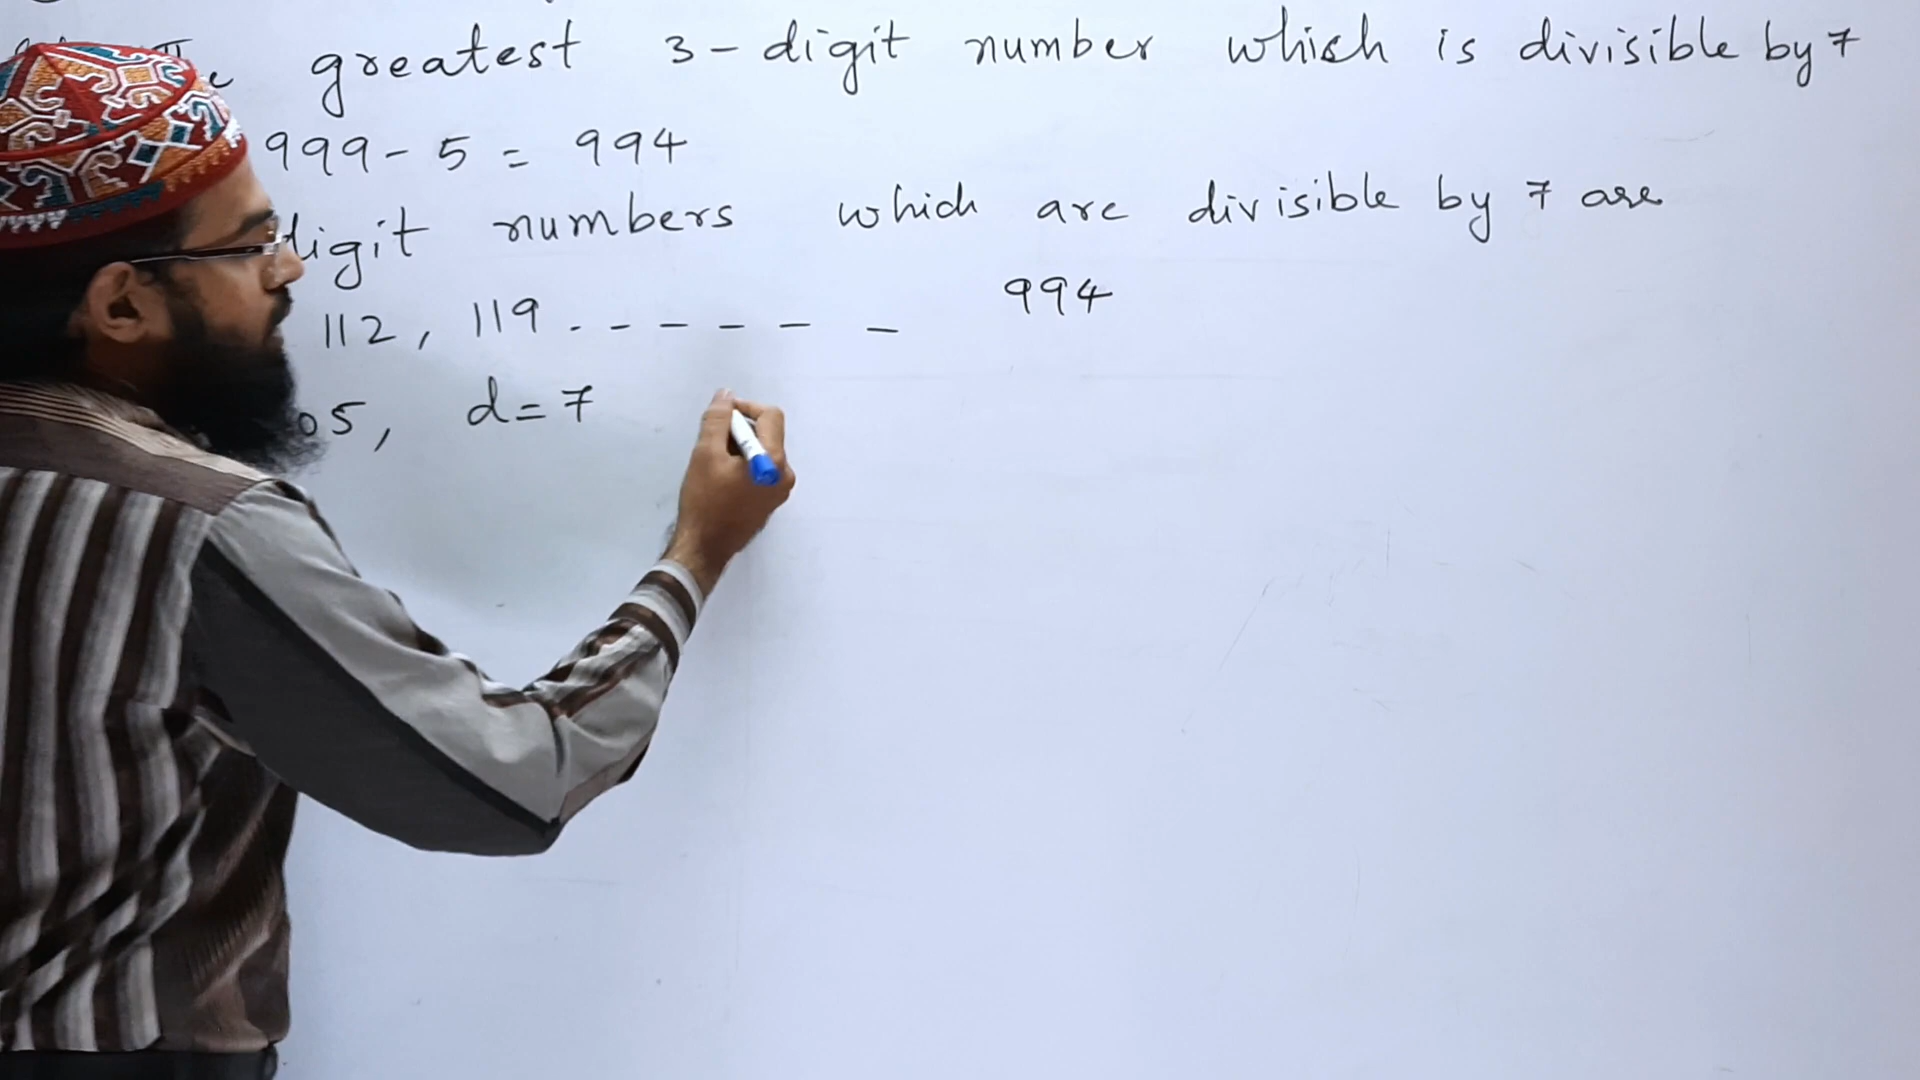 greatest 3-digit number which is divisible by 7
999-5 = 994
digit numbers which are divisible by 7 are
112, 119 ------ 994
05, d=7